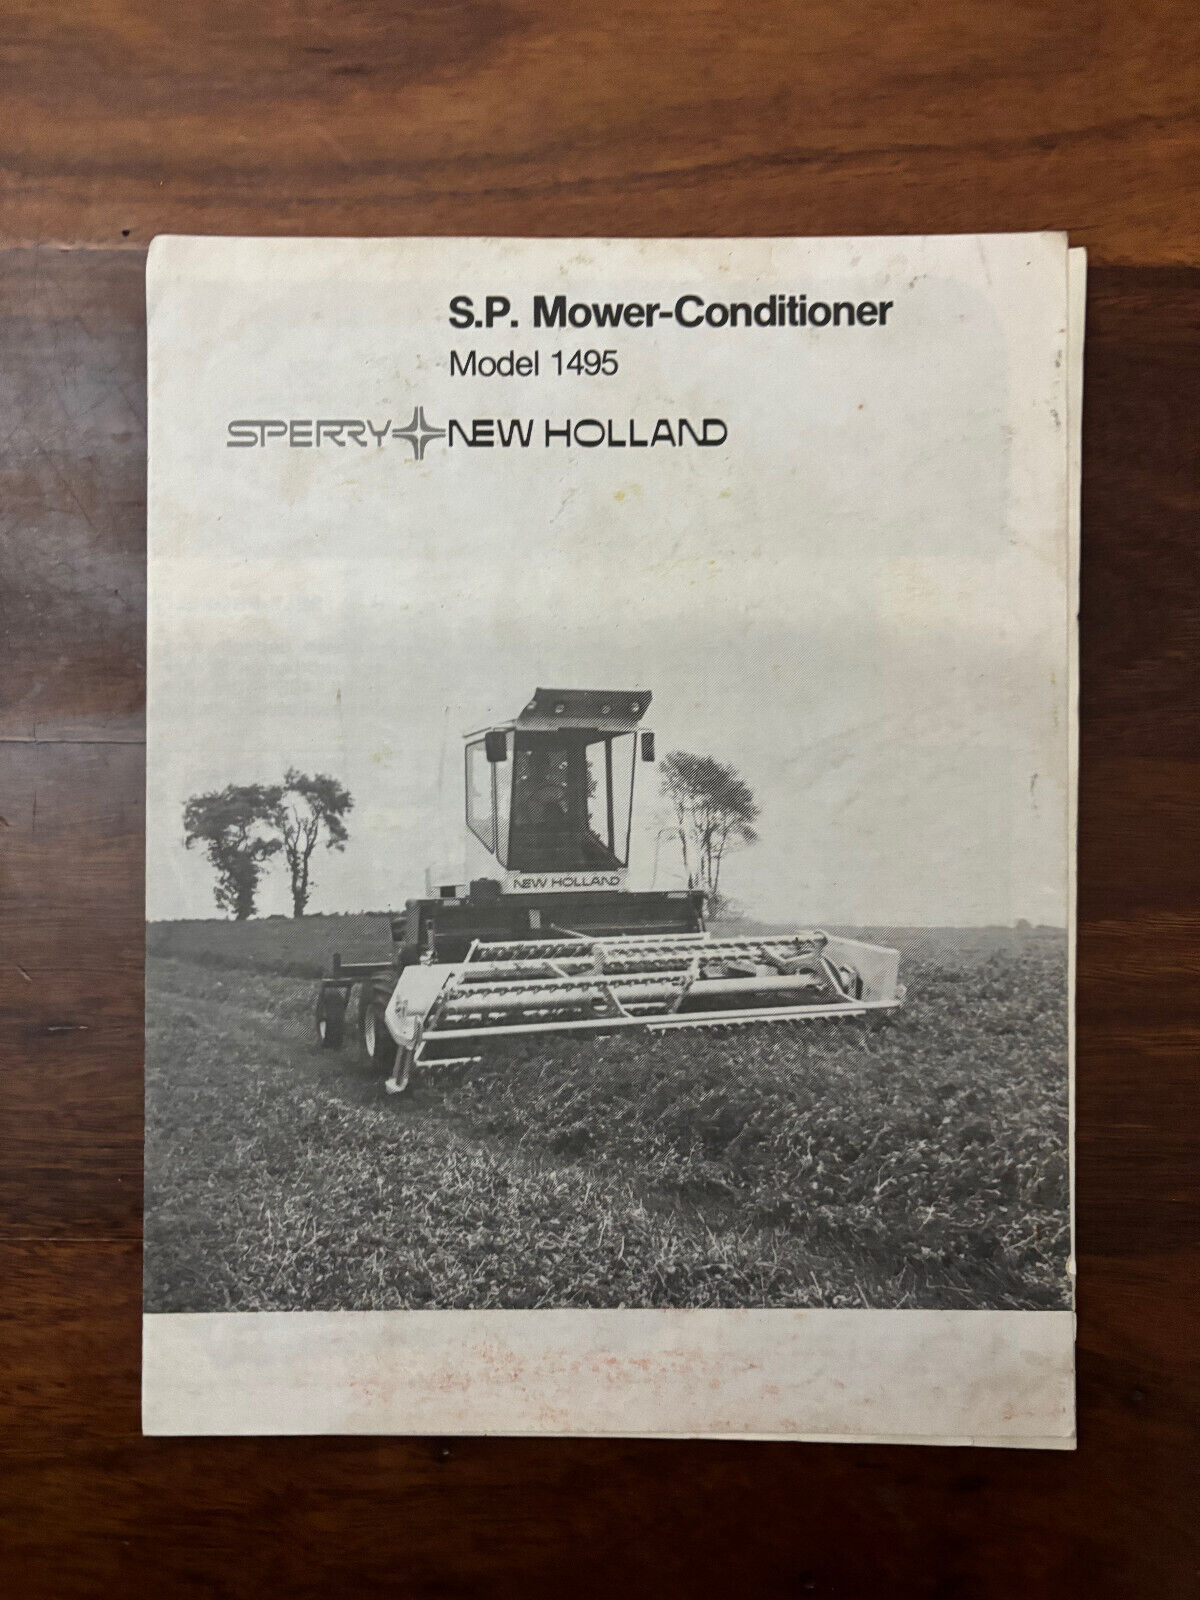 S.P. Mower-Conditioner
Model 1495
SPERRY NEW HOLLAND
NEW HOLLAND